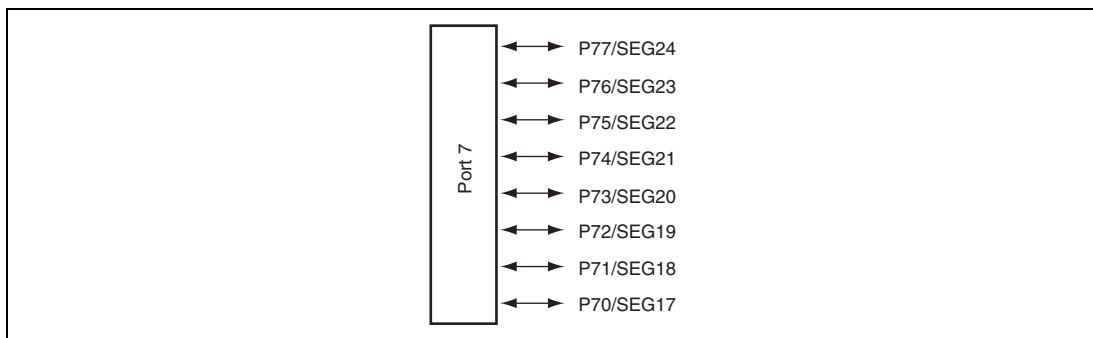 Port 7
P77/SEG24
P76/SEG23
P75/SEG22
P74/SEG21
P73/SEG20
P72/SEG19
P71/SEG18
P70/SEG17